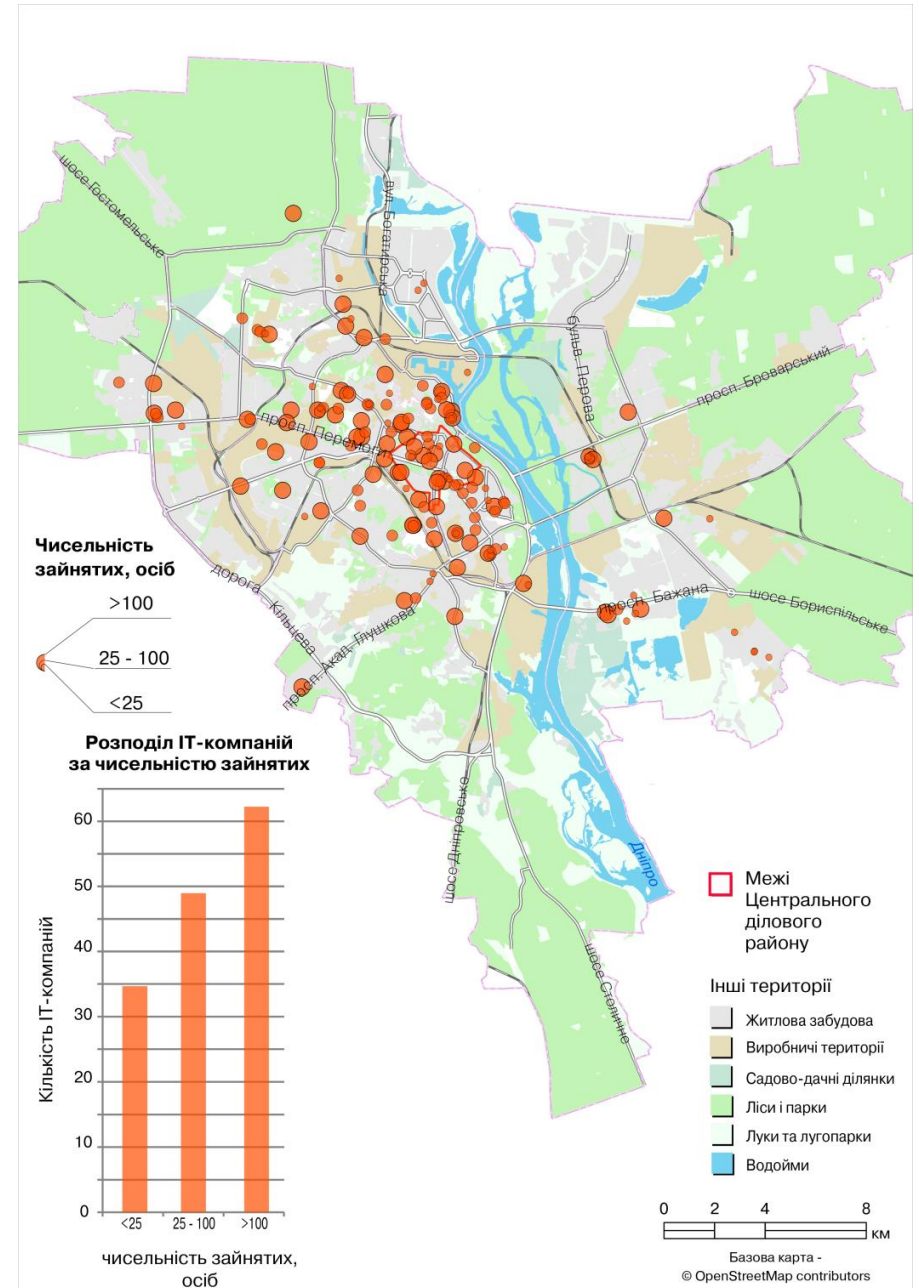 шосе Гостомельське
вул. Богатирська
бульв. Перова
просп. Броварський
просп. Перемоги
Чисельність
зайнятих, осіб
>100
25 - 100
<25
дорога Кільцева
просп. Акад. Глушкова
просп. Бажана
шосе Бориспільське
шосе Дніпровське
Дніпро
шосе Столичне
Розподіл ІТ-компаній
за чисельністю зайнятих
60
50
40
30
20
10
0
Кількість ІТ-компаній
<25
25 - 100
>100
чисельність зайнятих,
осіб
Межі
Центрального
ділового
району
Інші території
Житлова забудова
Виробничі території
Садово-дачні ділянки
Ліси і парки
Луки та лугопарки
Водойми
0 2 4 8
км
Базова карта -
© OpenStreetMap contributors